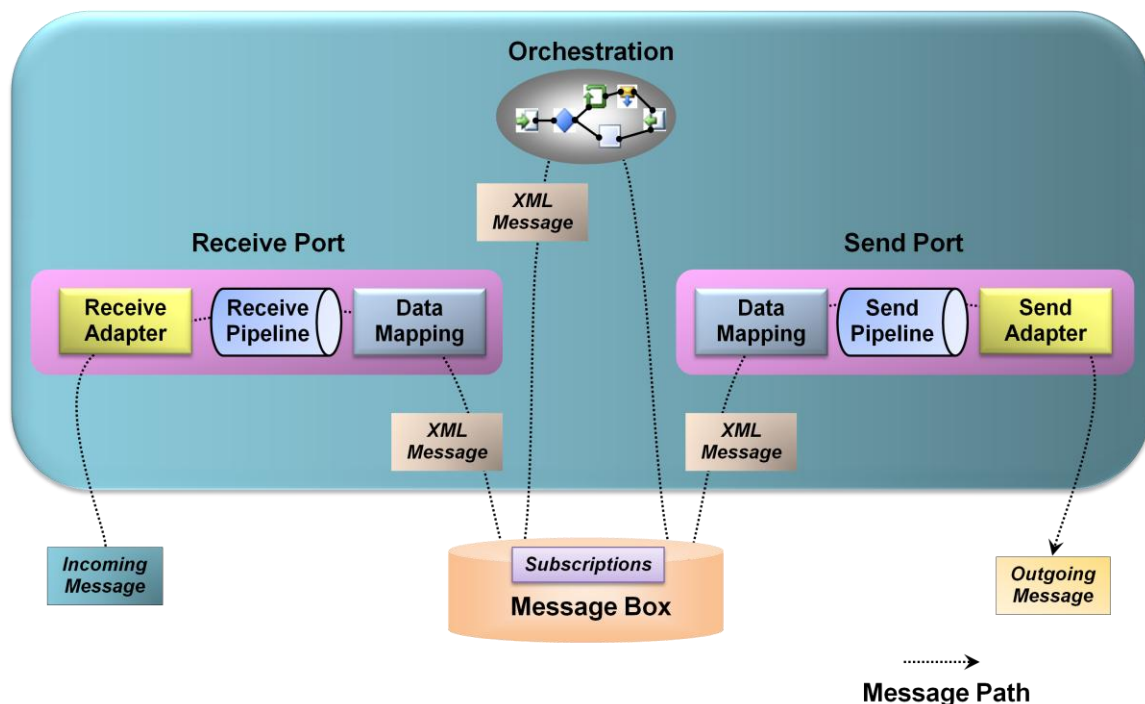 Orchestration
XML
Message
Receive Port
Send Port
Receive
Adapter
Receive
Pipeline
Data
Mapping
Data
Mapping
Send
Pipeline
Send
Adapter
XML
Message
XML
Message
Incoming
Message
Subscriptions
Message Box
Outgoing
Message
Message Path